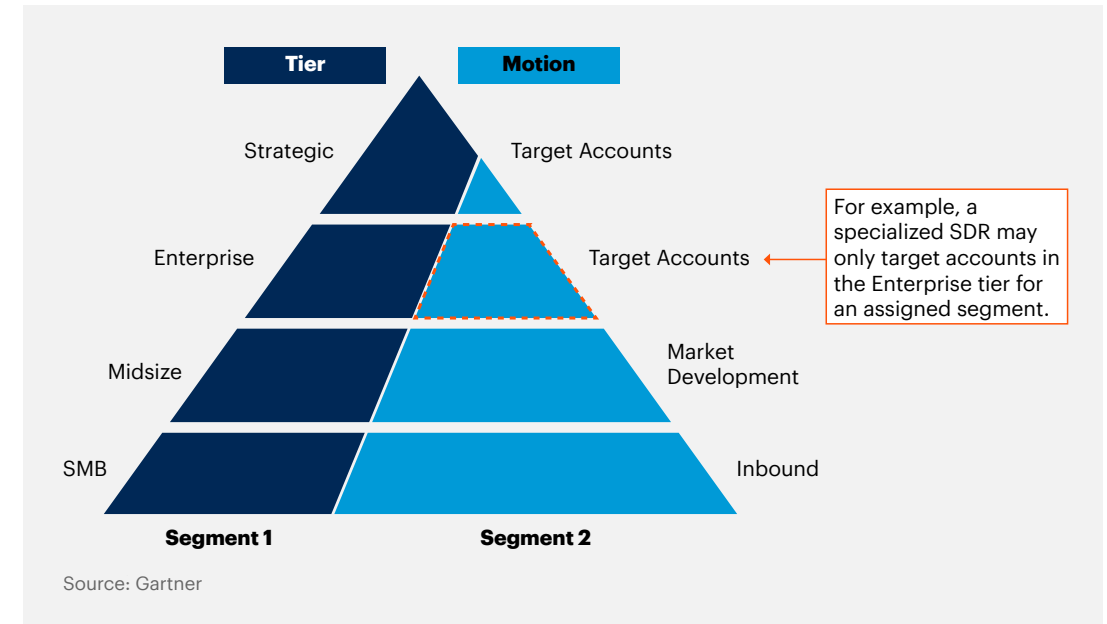 Tier
Motion
Strategic
Target Accounts
Enterprise
Target Accounts
For example, a
specialized SDR may
only target accounts in
the Enterprise tier for
an assigned segment.
Midsize
Market
Development
SMB
Inbound
Segment 1
Segment 2
Source: Gartner